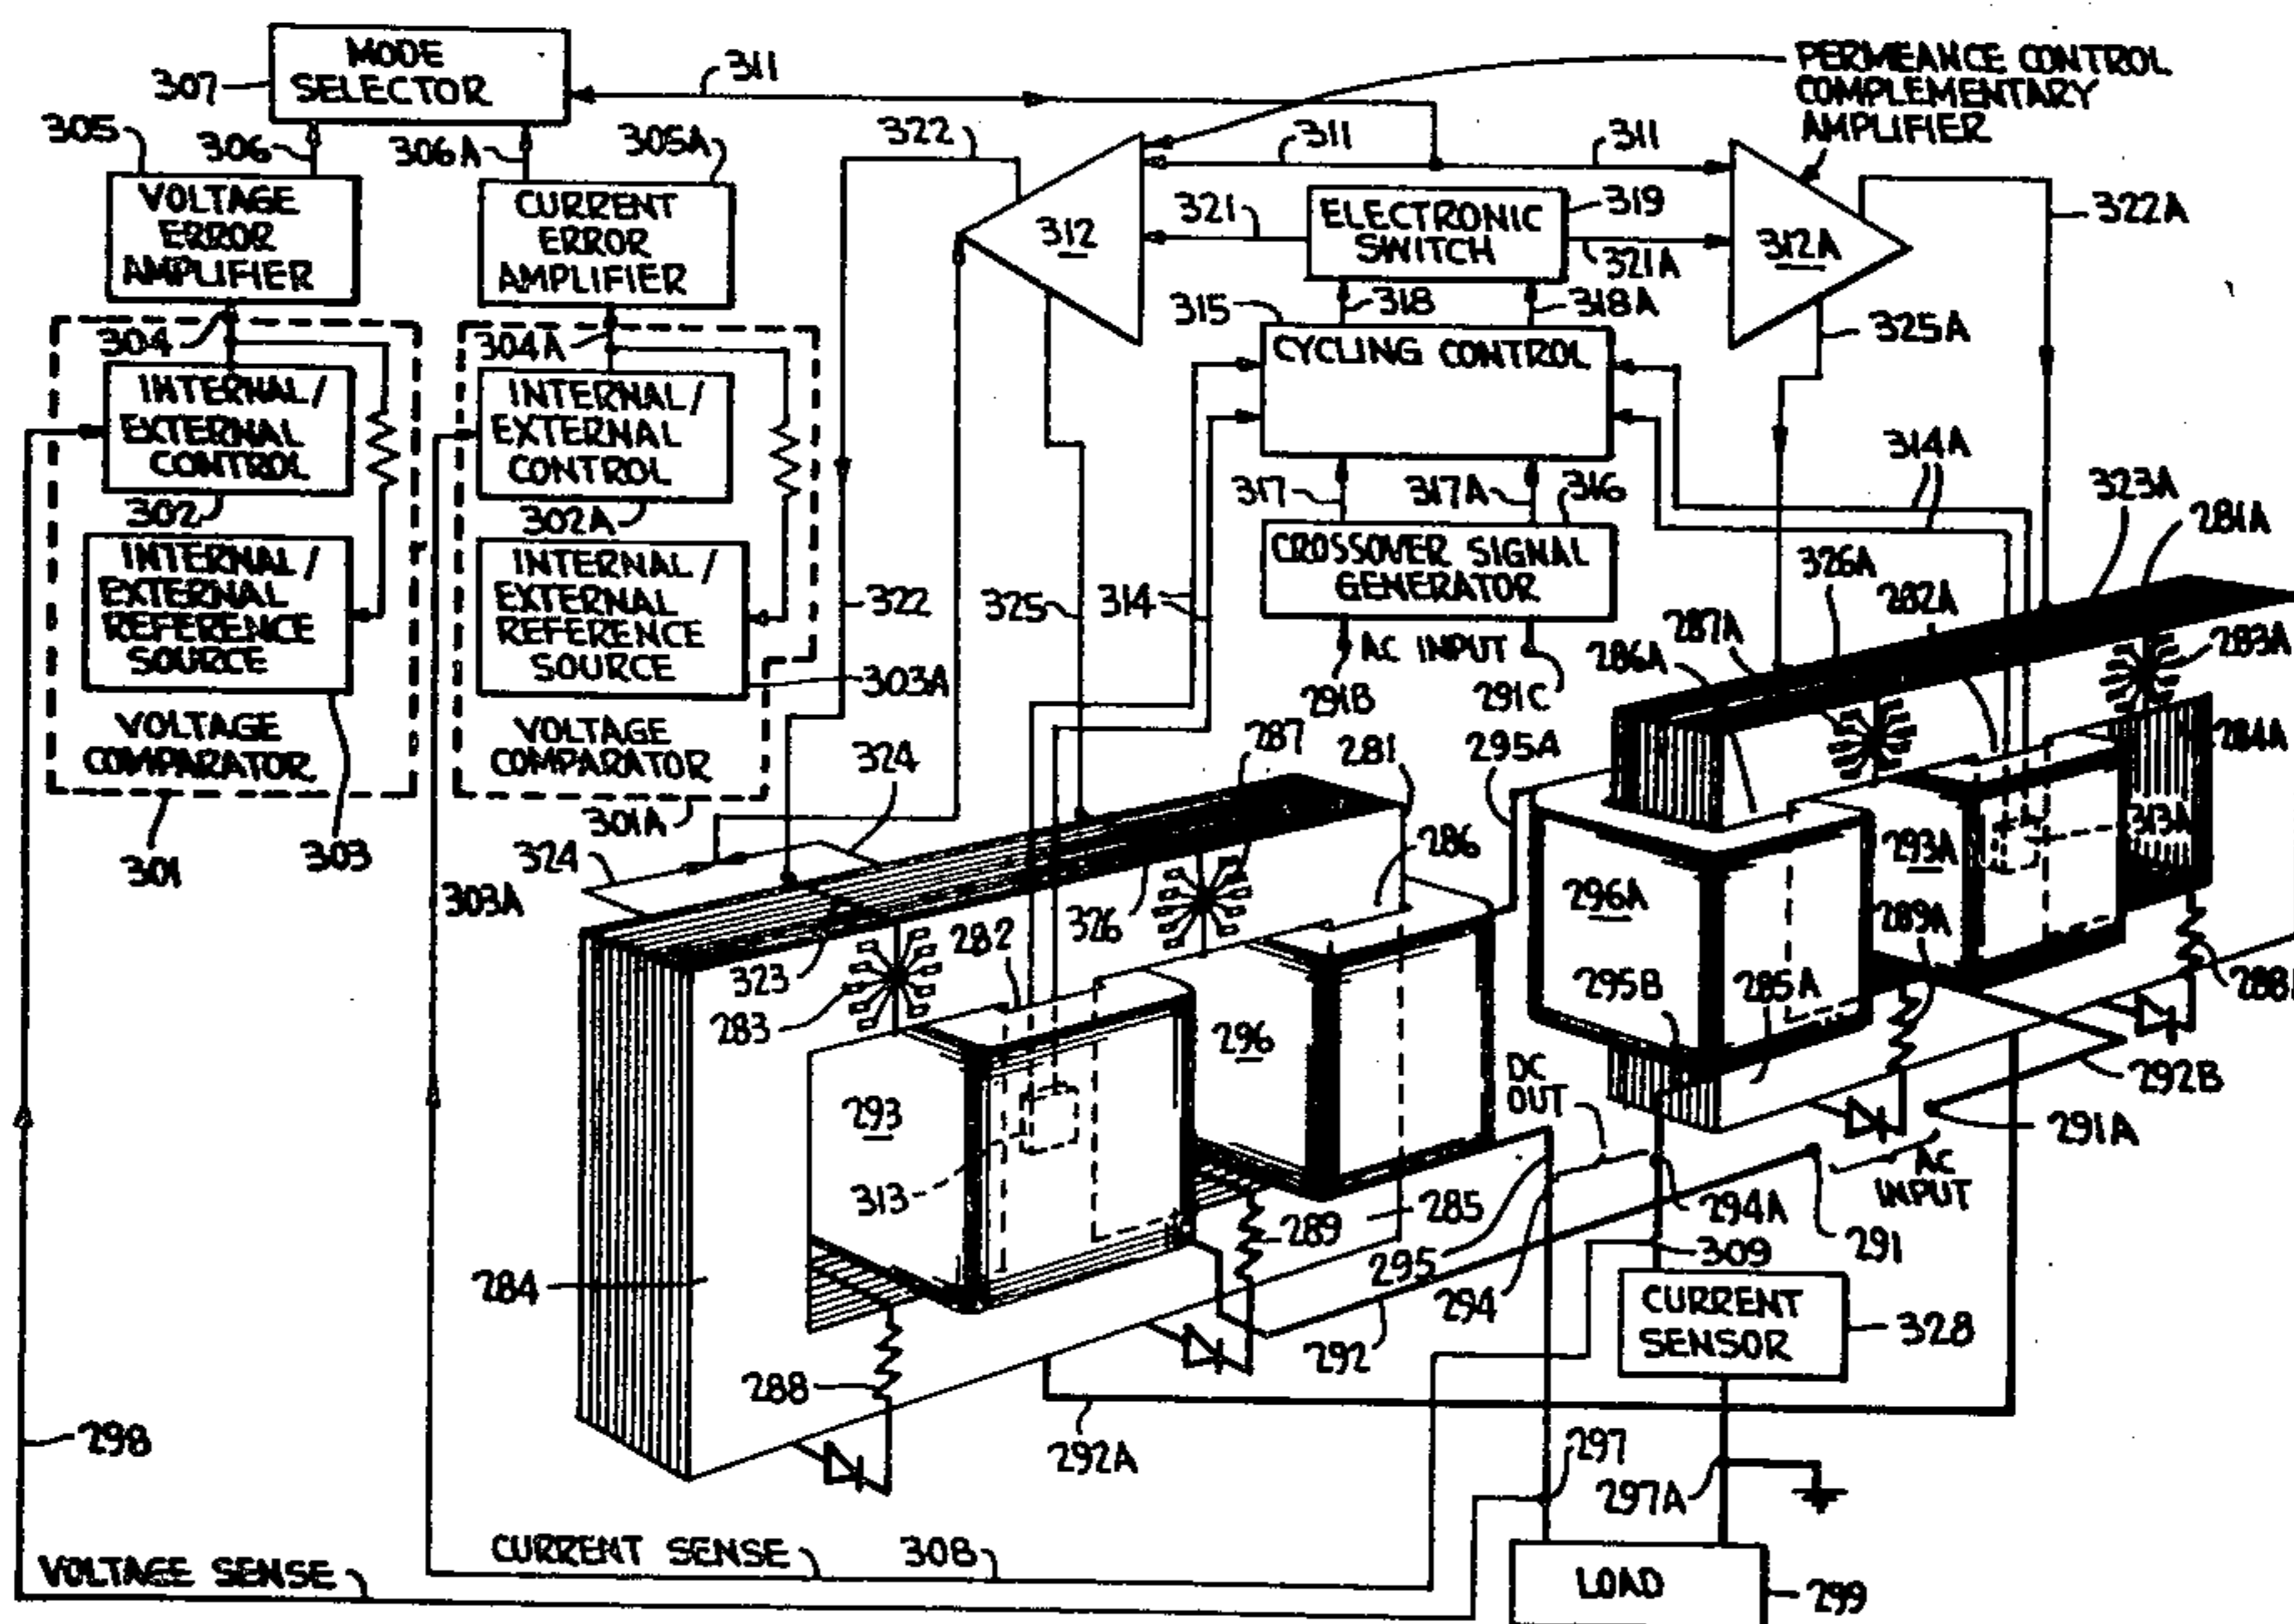 MODE
SELECTOR
307
311
PERMEANCE CONTROL
COMPLEMENTARY
AMPLIFIER
305
306
306A
305A
322
311
311
VOLTAGE
ERROR
AMPLIFIER
CURRENT
ERROR
AMPLIFIER
312
321
ELECTRONIC
SWITCH
319
321A
312A
322A
304
304A
315
318
318A
325A
CYCLING CONTROL
INTERNAL/
EXTERNAL
CONTROL
302
INTERNAL/
EXTERNAL
CONTROL
302A
314A
317
317A
316
323A
281A
INTERNAL/
EXTERNAL
REFERENCE
SOURCE
INTERNAL/
EXTERNAL
REFERENCE
SOURCE
303A
322
325
314
CROSSOVER SIGNAL
GENERATOR
326A
282A
287A
286A
283A
AC INPUT
291B
291C
VOLTAGE
COMPARATOR
301
303
VOLTAGE
COMPARATOR
301A
324
287
281
295A
284A
324
303A
286
293A
313A
296A
289A
323
282
326
283
295B
285A
288A
293
296
DC
OUT
292B
291A
313
289
285
295
294
294A
309
291
AC
INPUT
284
288
292
CURRENT
SENSOR
328
298
292A
297
297A
VOLTAGE SENSE
CURRENT SENSE
308
LOAD
299